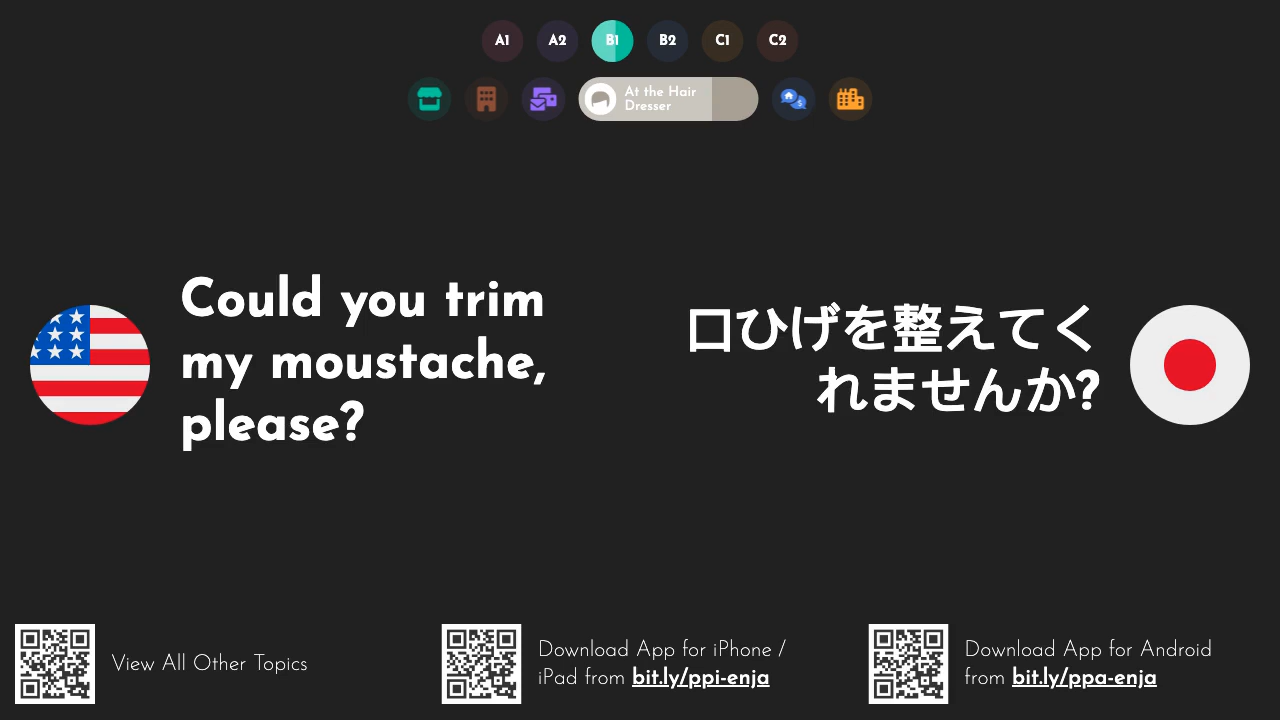 A1 A2 B1 B2 C1 C2
At the Hair
Dresser
Could you trim
my moustache,
please?
口ひげを整えてく
れませんか?
View All Other Topics
Download App for iPhone /
iPad from bit.ly/ppi-enja
Download App for Android
from bit.ly/ppa-enja